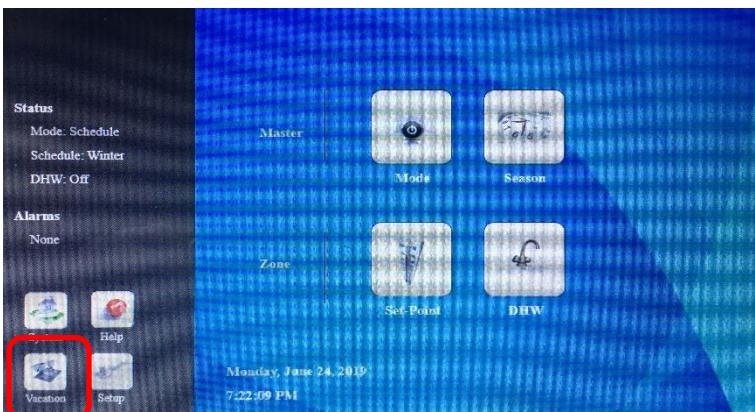 Status
Mode: Schedule
Schedule: Winter
DHW: Off
Alarms
None
Help
Vacation
Setup
Master
Mode
Season
Zone
Set-Point
DHW
Monday, June 24, 2019
7:22:09 PM